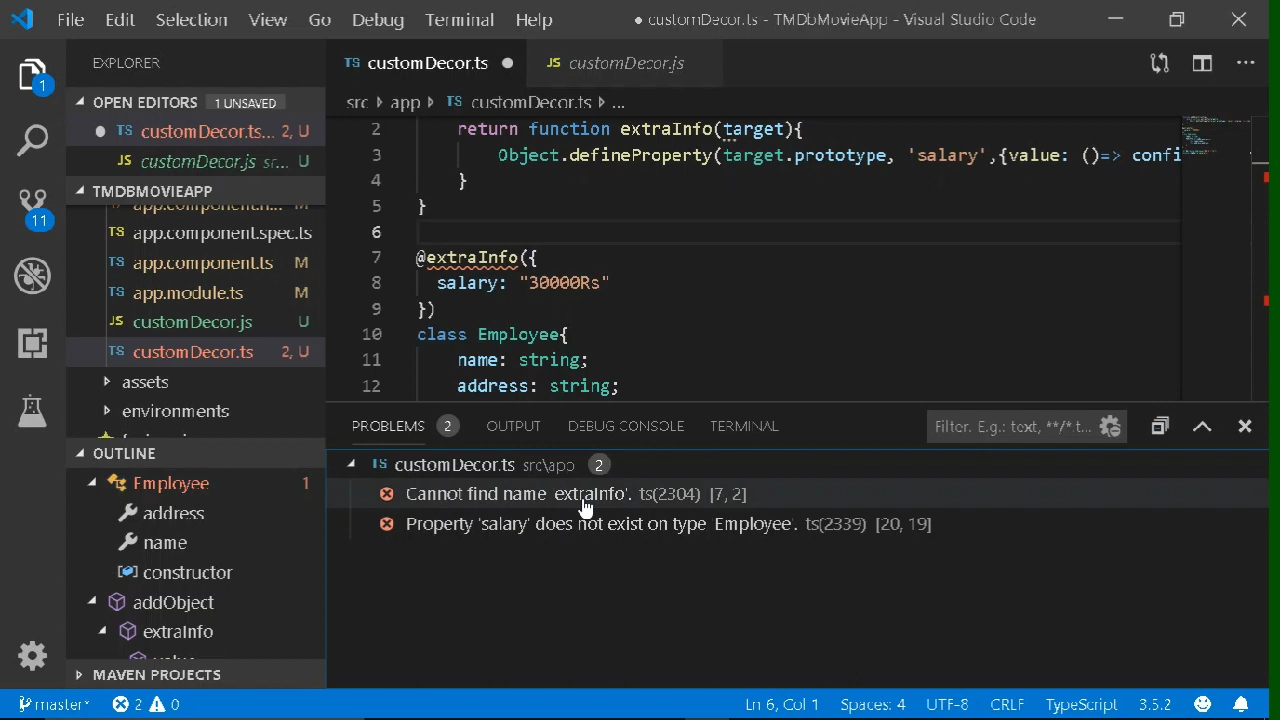 File Edit Selection View Go Debug Terminal Help ● customDecor.ts - TMDbMovieApp - Visual Studio Code
EXPLORER
TS customDecor.ts
JS customDecor.js
1
OPEN EDITORS 1 UNSAVED
src app TS customDecor.ts ...
TS customDecor.ts... 2, U
JS customDecor.js src... U
TMDBMOVIEAPP
app.component.h... M
TS app.component.spec.ts
TS app.component.ts M
TS app.module.ts M
JS customDecor.js U
TS customDecor.ts 2, U
assets
environments
11
2 return function extraInfo(target){
3 Object.defineProperty(target.prototype, 'salary',{value: ()=> confi
4 }
5 }
6
7 @extraInfo({
8 salary: "30000Rs"
9 })
10 class Employee{
11 name: string;
12 address: string;
OUTLINE
Employee 1
address
name
constructor
addObject
extraInfo
value
MAVEN PROJECTS
PROBLEMS 2 OUTPUT DEBUG CONSOLE TERMINAL Filter. E.g.: text, **/*.t...
TS customDecor.ts src\app 2
Cannot find name 'extraInfo'. ts(2304) [7, 2]
Property 'salary' does not exist on type 'Employee'. ts(2339) [20, 19]
master* 2 0 Ln 6, Col 1 Spaces: 4 UTF-8 CRLF TypeScript 3.5.2